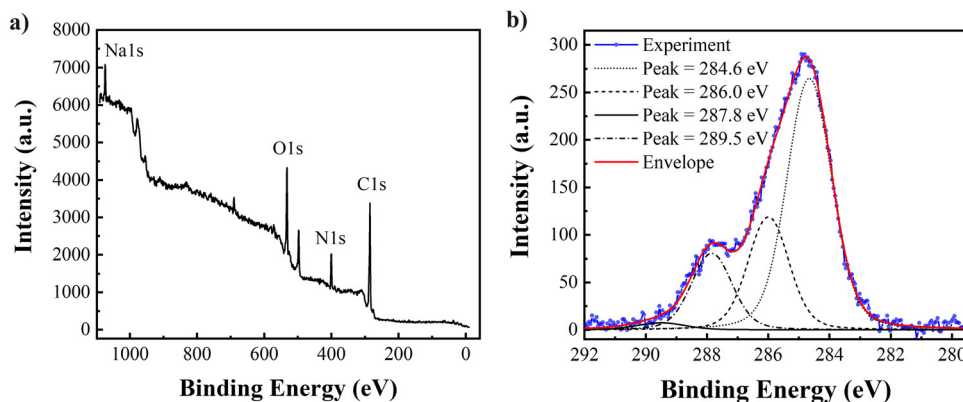 a)
8000
7000
6000
5000
4000
3000
2000
1000
0
Intensity (a.u.)
Na1s
O1s
N1s
C1s
1000 800 600 400 200 0
Binding Energy (eV)
b)
300
250
200
150
100
50
0
Intensity (a.u.)
Experiment
Peak = 284.6 eV
Peak = 286.0 eV
Peak = 287.8 eV
Peak = 289.5 eV
Envelope
292 290 288 286 284 282 280
Binding Energy (eV)